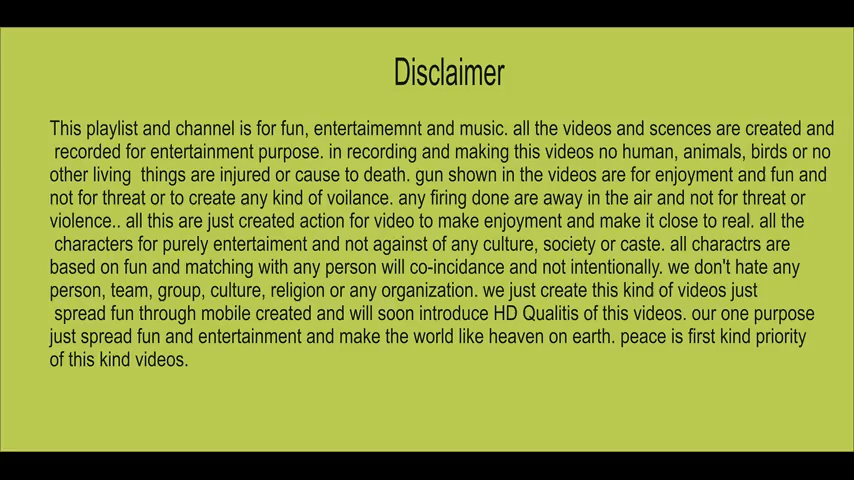 Disclaimer
This playlist and channel is for fun, entertaimemnt and music. all the videos and scences are created and
recorded for entertainment purpose. in recording and making this videos no human, animals, birds or no
other living things are injured or cause to death. gun shown in the videos are for enjoyment and fun and
not for threat or to create any kind of voilance. any firing done are away in the air and not for threat or
violence.. all this are just created action for video to make enjoyment and make it close to real. all the
characters for purely entertaiment and not against of any culture, society or caste. all charactrs are
based on fun and matching with any person will co-incidance and not intentionally. we don't hate any
person, team, group, culture, religion or any organization. we just create this kind of videos just
spread fun through mobile created and will soon introduce HD Qualitis of this videos. our one purpose
just spread fun and entertainment and make the world like heaven on earth. peace is first kind priority
of this kind videos.